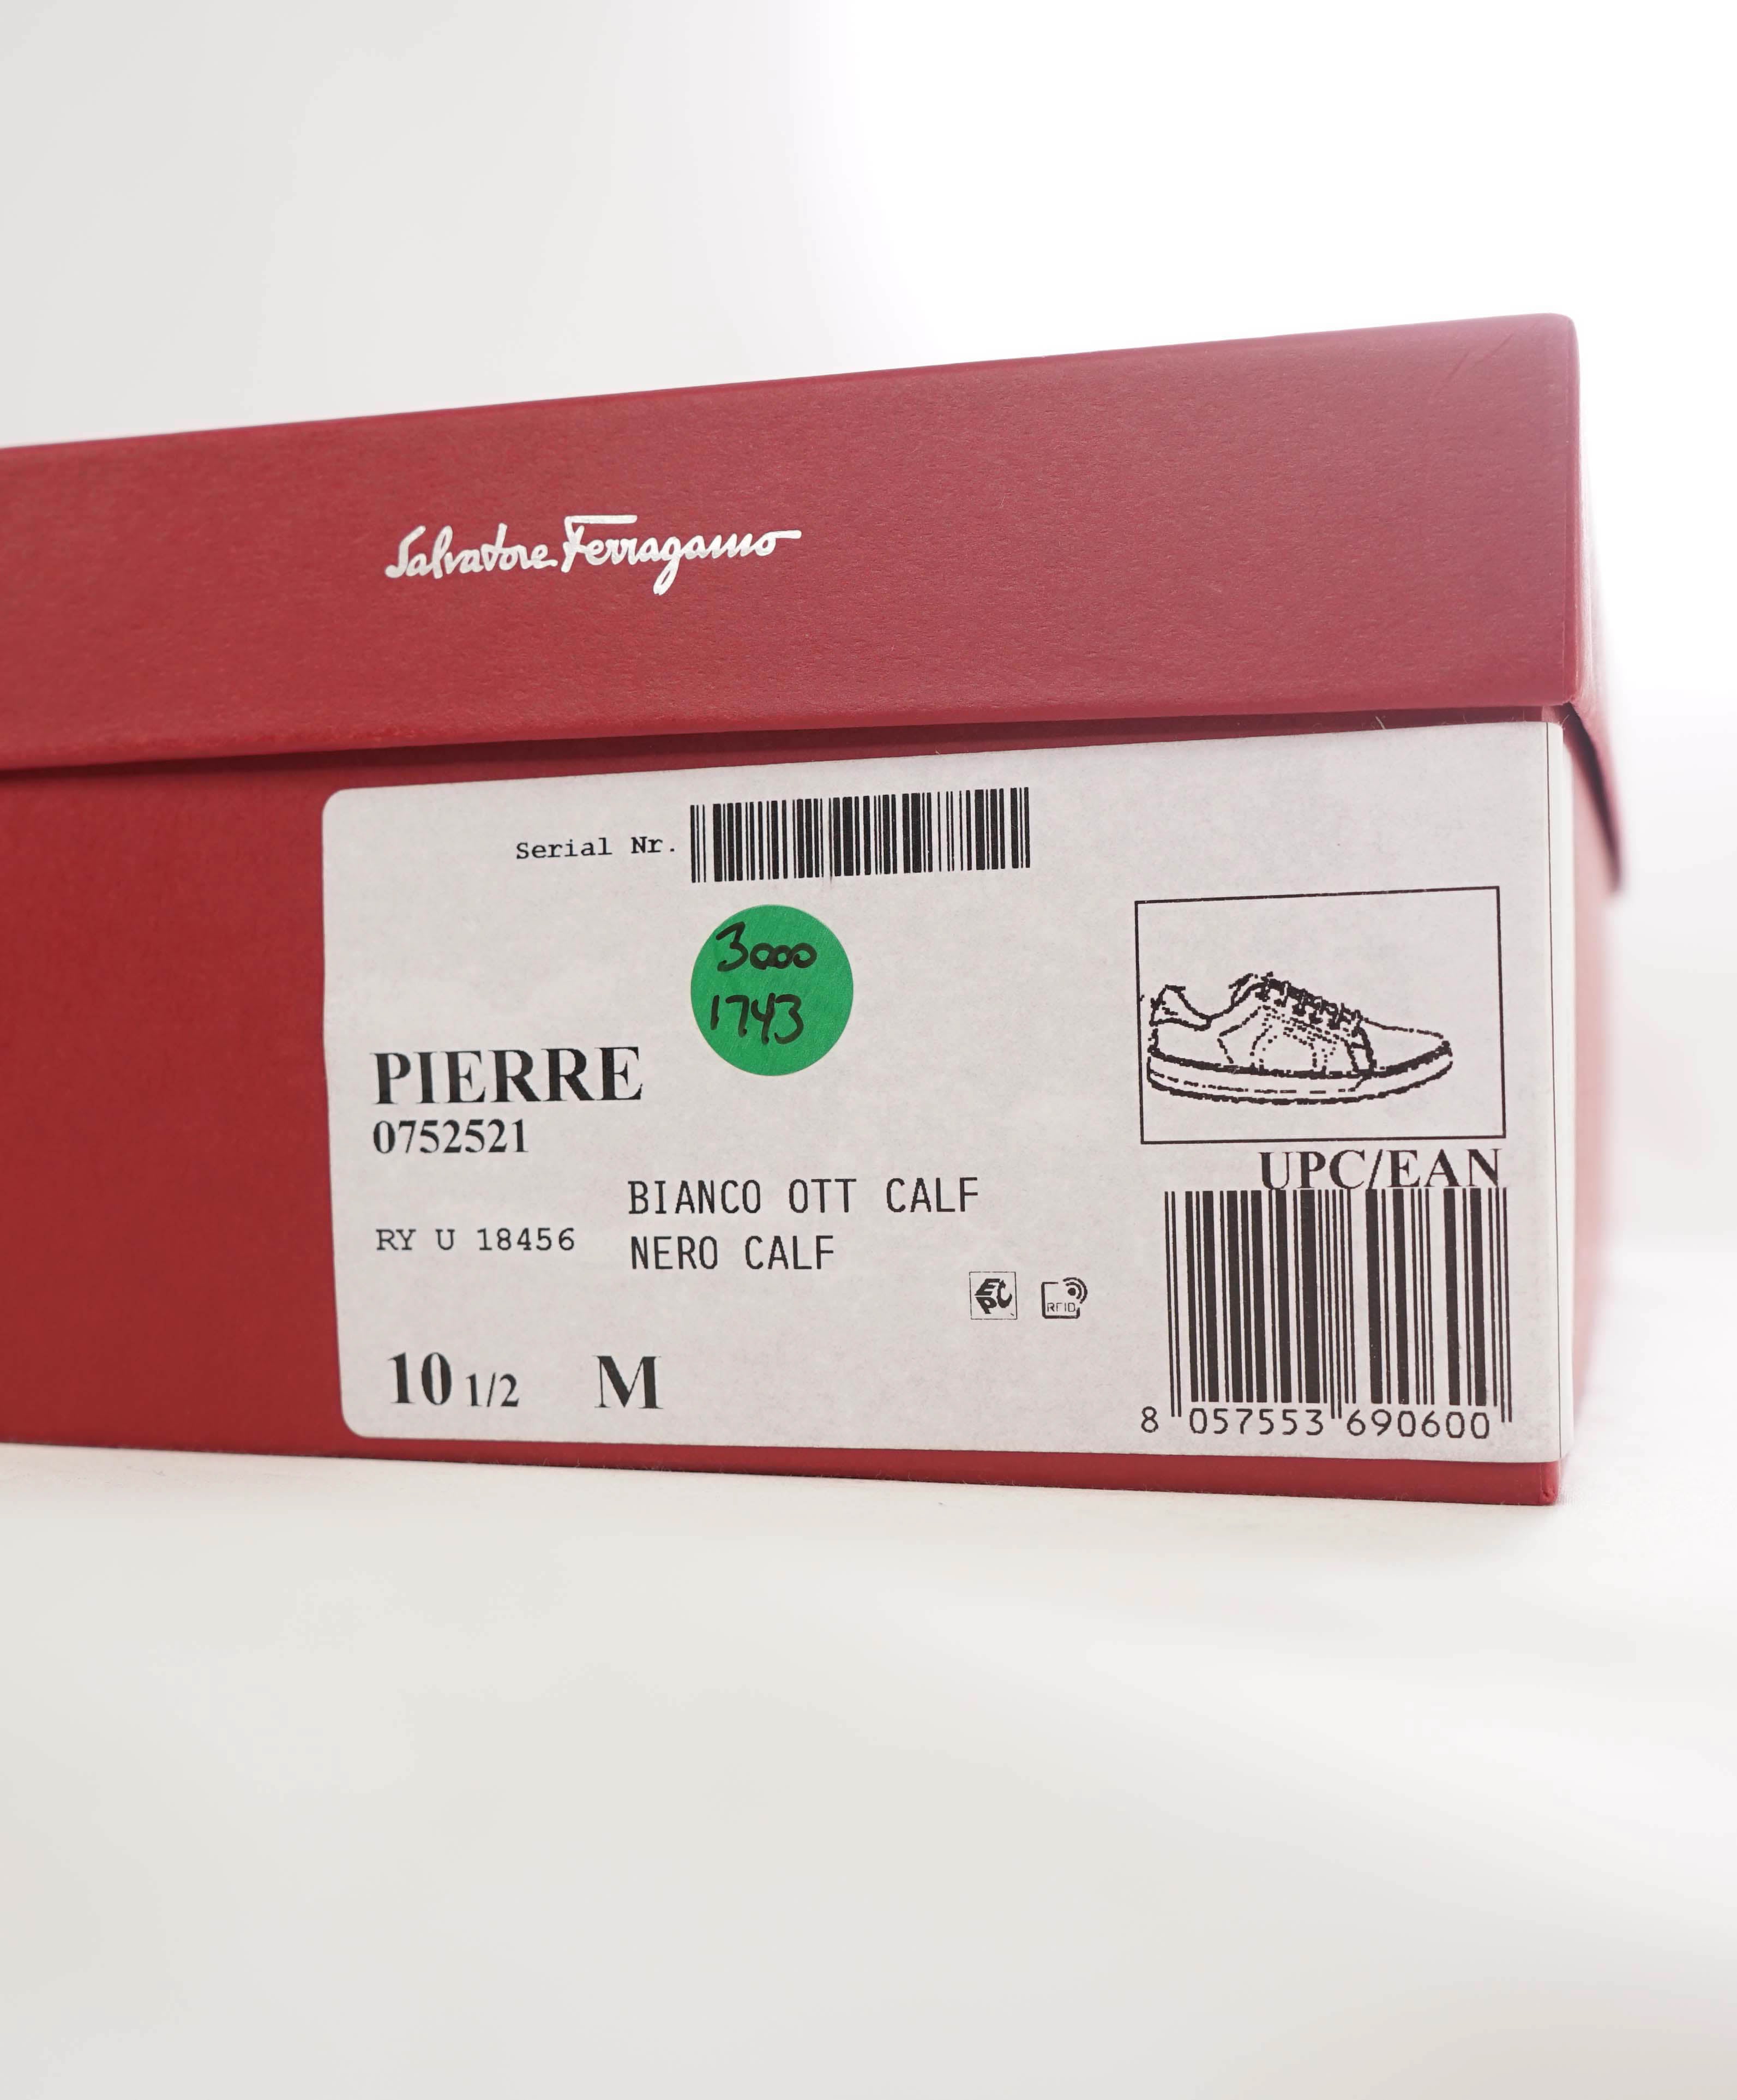 Salvatore Ferragamo
Serial Nr.
3000
1743
PIERRE
0752521
BIANCO OTT CALF
RY U 18456
NERO CALF
EPC
RFID
10 1/2 M
UPC/EAN
8 057553 690600